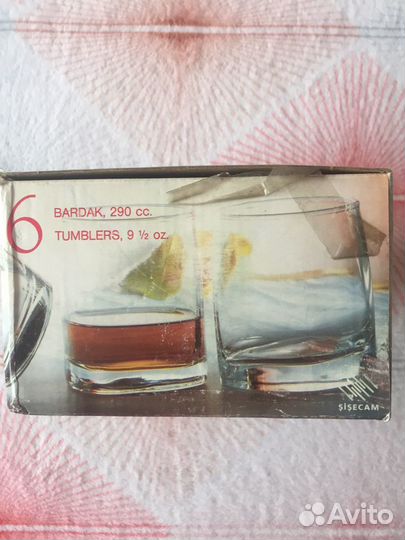 6
BARDAK, 290 cc.
TUMBLERS, 9 ½ oz.
ŞİŞECAM
Avito